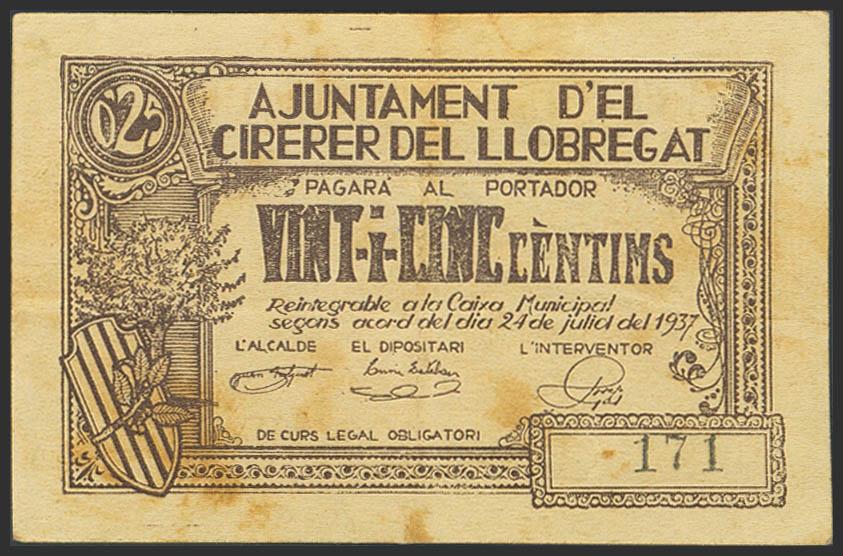 0'25
AJUNTAMENT D'EL
CIRERER DEL LLOBREGAT
PAGARÀ AL PORTADOR
VINT-i-CINC CÈNTIMS
Reintegrable a la Caixa Municipal
segons acord del dia 24 de juliol del 1937
L'ALCALDE EL DIPOSITARI L'INTERVENTOR
DE CURS LEGAL OBLIGATORI
171